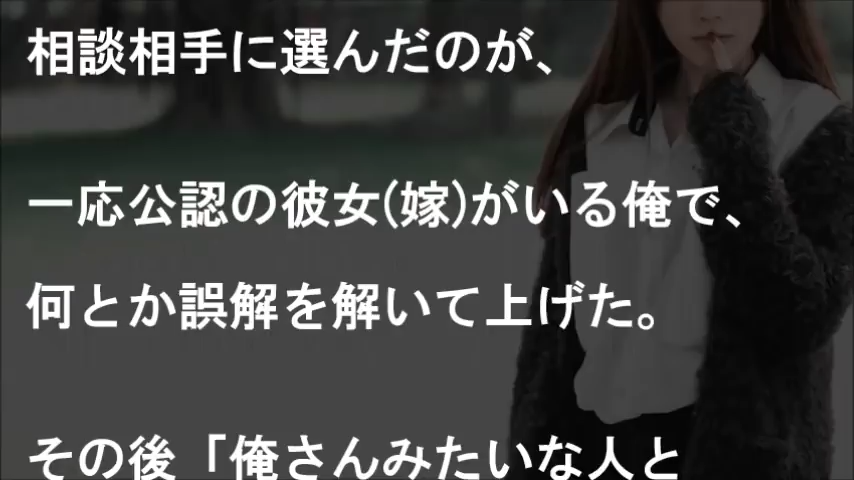 相談相手に選んだのが、
一応公認の彼女(嫁)がいる俺で、
何とか誤解を解いて上げた。
その後「俺さんみたいな人と